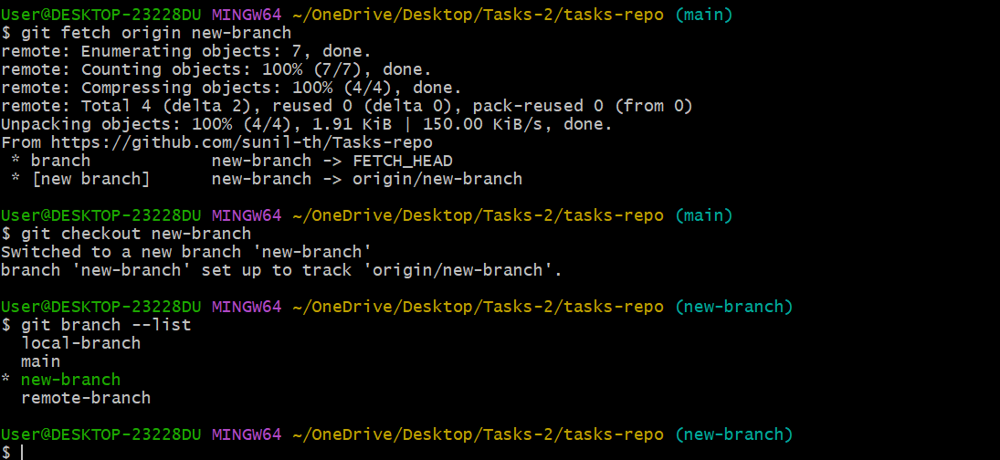 User@DESKTOP-23228DU MINGW64 ~/OneDrive/Desktop/Tasks-2/tasks-repo (main)
$ git fetch origin new-branch
remote: Enumerating objects: 7, done.
remote: Counting objects: 100% (7/7), done.
remote: Compressing objects: 100% (4/4), done.
remote: Total 4 (delta 2), reused 0 (delta 0), pack-reused 0 (from 0)
Unpacking objects: 100% (4/4), 1.91 KiB | 150.00 KiB/s, done.
From https://github.com/sunil-th/Tasks-repo
 * branch            new-branch -> FETCH_HEAD
 * [new branch]      new-branch -> origin/new-branch
User@DESKTOP-23228DU MINGW64 ~/OneDrive/Desktop/Tasks-2/tasks-repo (main)
$ git checkout new-branch
Switched to a new branch 'new-branch'
branch 'new-branch' set up to track 'origin/new-branch'.
User@DESKTOP-23228DU MINGW64 ~/OneDrive/Desktop/Tasks-2/tasks-repo (new-branch)
$ git branch --list
  local-branch
  main
* new-branch
  remote-branch
User@DESKTOP-23228DU MINGW64 ~/OneDrive/Desktop/Tasks-2/tasks-repo (new-branch)
$